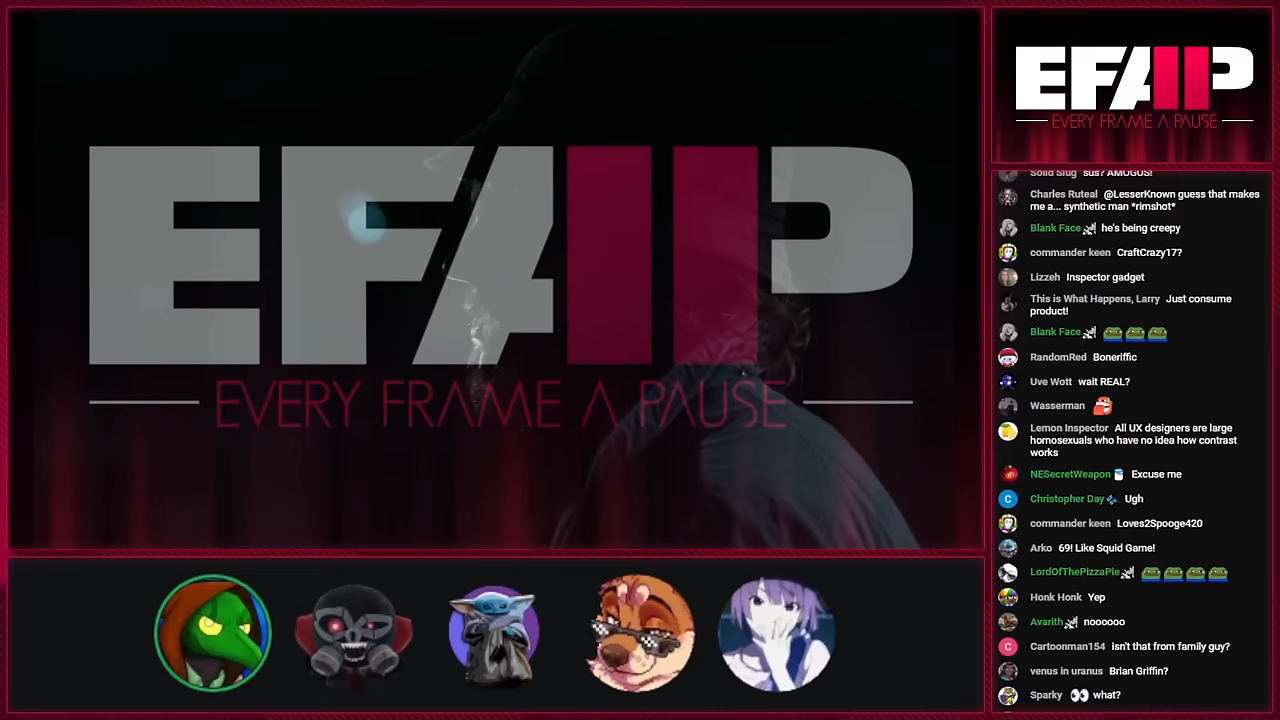 EFAP
EVERY FRAME A PAUSE
EFAP
EVERY FRAME A PAUSE
Solid Slug sus? AMOGUS!
Charles Ruteal @LesserKnown guess that makes
me a... synthetic man *rimshot*
Blank Face he's being creepy
commander keen CraftCrazy17?
Lizzeh Inspector gadget
This is What Happens, Larry Just consume
product!
Blank Face
RandomRed Boneriffic
Uve Wott wait REAL?
Wasserman
Lemon Inspector All UX designers are large
homosexuals who have no idea how contrast
works
NESecretWeapon Excuse me
C Christopher Day Ugh
commander keen Loves2Spooge420
Arko 69! Like Squid Game!
LordOfThePizzaPie
Honk Honk Yep
Avarith noooooo
C Cartoonman154 Isn't that from family guy?
venus in uranus Brian Griffin?
Sparky what?